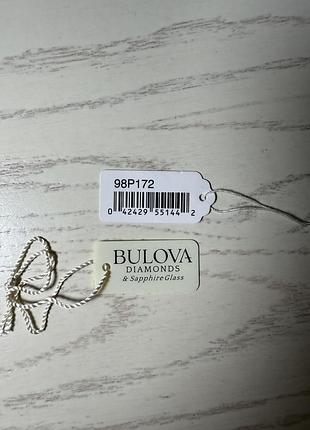 98P172
0 42429 55144 2
BULOVA
DIAMONDS
& Sapphire Glass